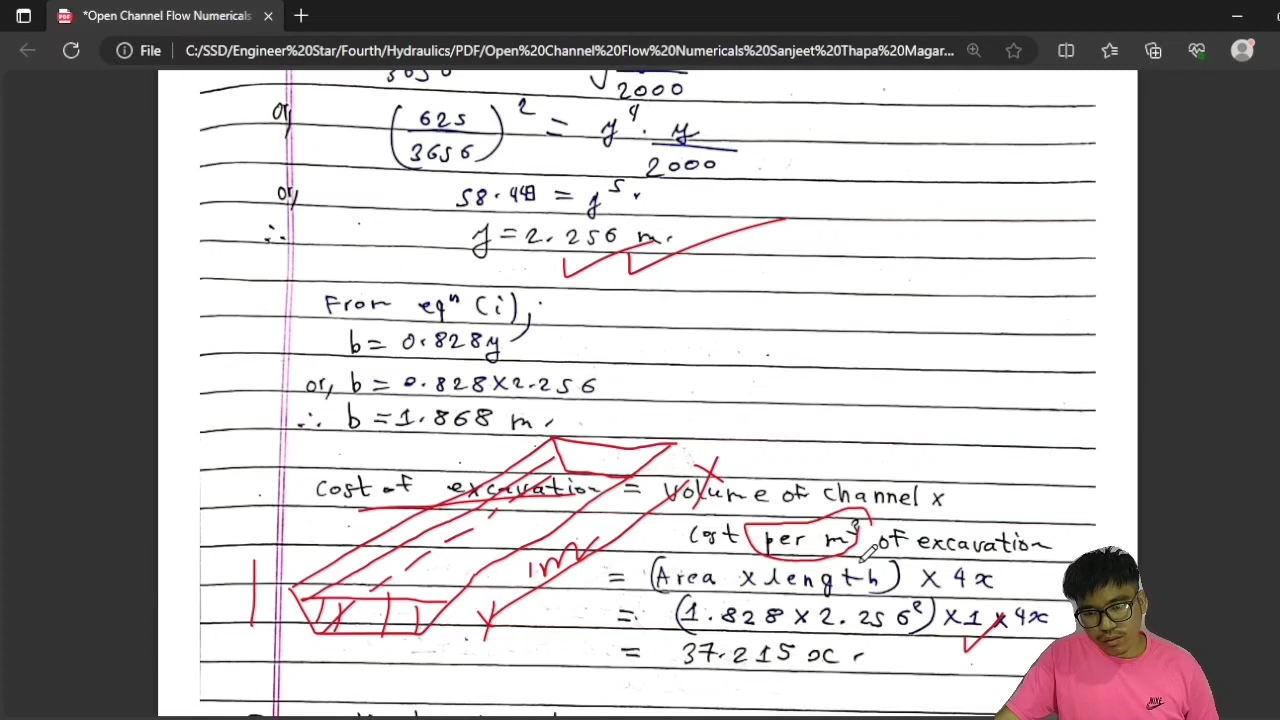 *Open Channel Flow Numericals
File C:/SSD/Engineer%20Star/Fourth/Hydraulics/PDF/Open%20Channel%20Flow%20Numericals%20Sanjeet%20Thapa%20Magar...
√ 2000
or, (625/3656)² = y⁴ · y/2000
or, 58.449 = y⁵.
∴ y = 2.256 m.
From eqⁿ (i),
b = 0.828y
or, b = 0.828×2.256
∴ b = 1.868 m.
Cost of excavation = Volume of channel x
cost per m³ of excavation
= (Area × length) × 4x
1m
= (1.828 × 2.256²) × 1 × 4x
= 37.215x.
NIKE